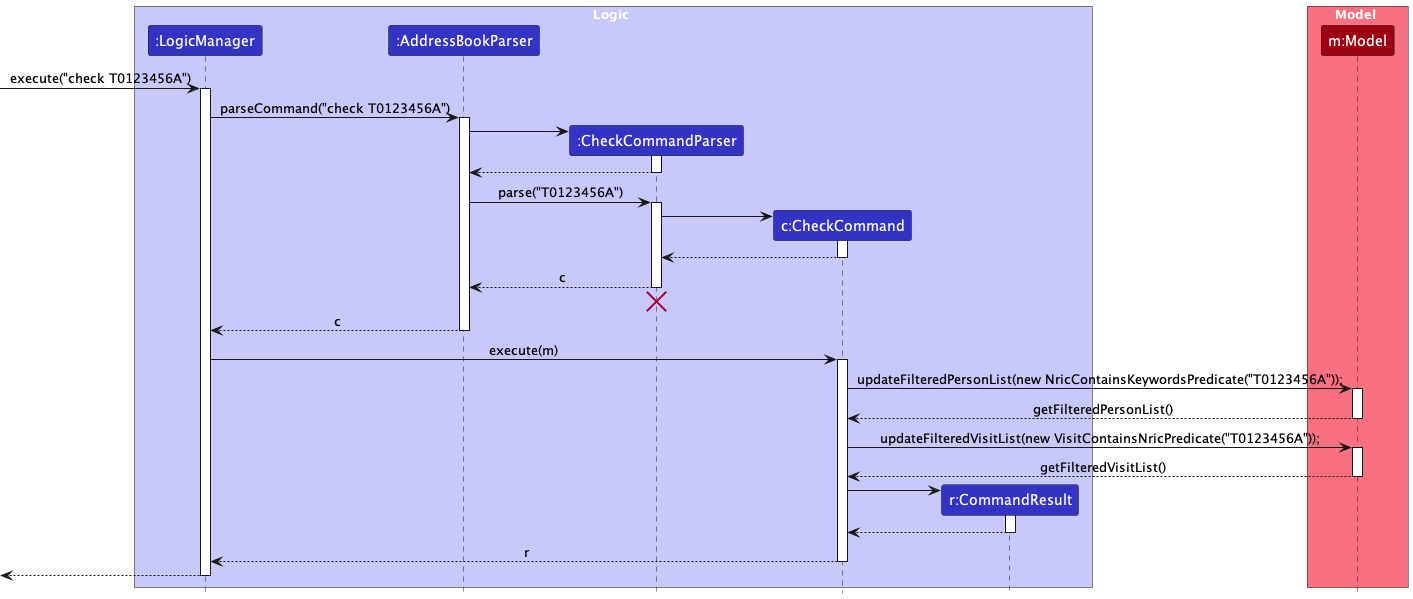 Logic
Model
:LogicManager
:AddressBookParser
m:Model
execute("check T0123456A")
parseCommand("check T0123456A")
:CheckCommandParser
parse("T0123456A")
c:CheckCommand
c
c
execute(m)
updateFilteredPersonList(new NricContainsKeywordsPredicate("T0123456A"));
getFilteredPersonList()
updateFilteredVisitList(new VisitContainsNricPredicate("T0123456A"));
getFilteredVisitList()
r:CommandResult
r